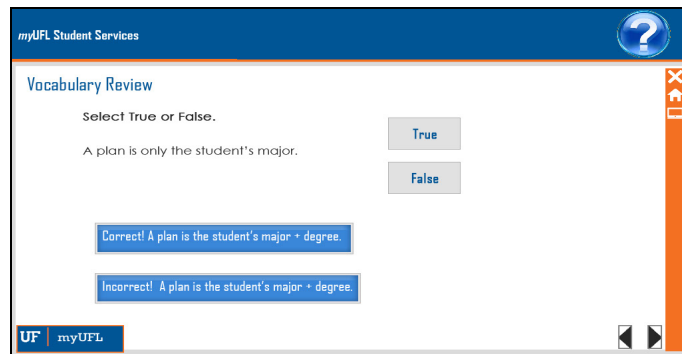 myUFL Student Services
?
Vocabulary Review
Select True or False.
A plan is only the student's major.
True
False
Correct! A plan is the student's major + degree.
Incorrect! A plan is the student's major + degree.
UF myUFL